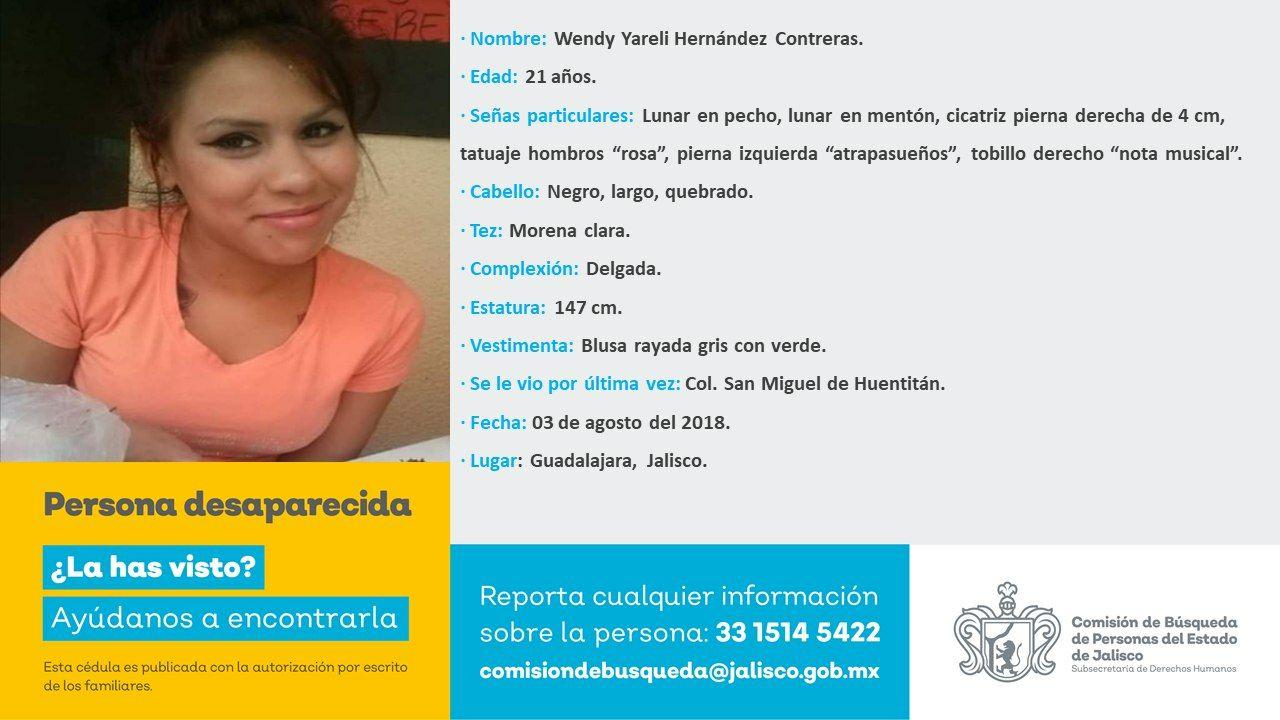 BERE
· Nombre: Wendy Yareli Hernández Contreras.
· Edad: 21 años.
· Señas particulares: Lunar en pecho, lunar en mentón, cicatriz pierna derecha de 4 cm,
tatuaje hombros “rosa”, pierna izquierda “atrapasueños”, tobillo derecho “nota musical”.
· Cabello: Negro, largo, quebrado.
· Tez: Morena clara.
· Complexión: Delgada.
· Estatura: 147 cm.
· Vestimenta: Blusa rayada gris con verde.
· Se le vio por última vez: Col. San Miguel de Huentitán.
· Fecha: 03 de agosto del 2018.
· Lugar: Guadalajara, Jalisco.
Persona desaparecida
¿La has visto?
Ayúdanos a encontrarla
Esta cédula es publicada con la autorización por escrito
de los familiares.
Reporta cualquier información
sobre la persona: 33 1514 5422
comisiondebusqueda@jalisco.gob.mx
Comisión de Búsqueda
de Personas del Estado
de Jalisco
Subsecretaría de Derechos Humanos